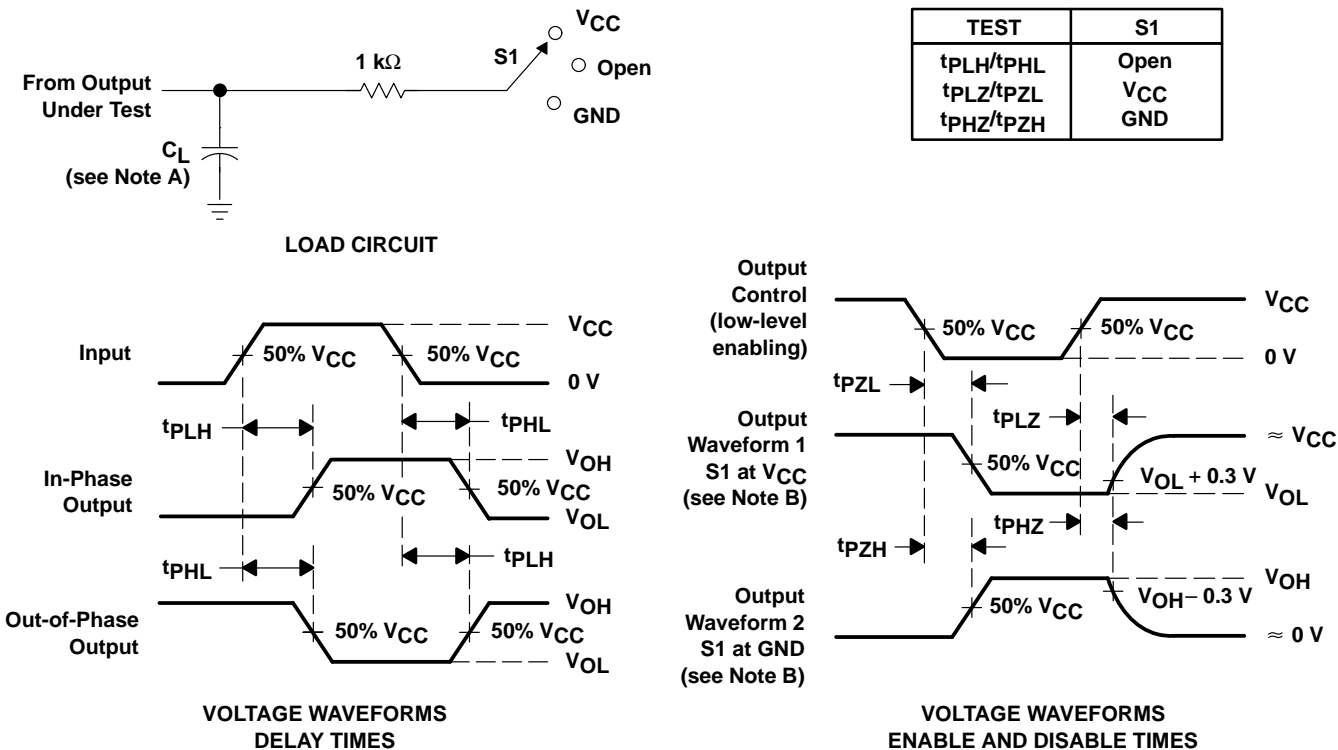 From Output
Under Test
CL
(see Note A)
1 kΩ
S1
VCC
Open
GND
LOAD CIRCUIT
TEST S1
tPLH/tPHL Open
tPLZ/tPZL VCC
tPHZ/tPZH GND
Input
50% VCC
50% VCC
VCC
0 V
tPLH
tPHL
In-Phase
Output
50% VCC
50% VCC
VOH
VOL
tPHL
tPLH
Out-of-Phase
Output
50% VCC
50% VCC
VOH
VOL
VOLTAGE WAVEFORMS
DELAY TIMES
Output
Control
(low-level
enabling)
50% VCC
50% VCC
VCC
0 V
tPZL
tPLZ
Output
Waveform 1
S1 at VCC
(see Note B)
50% VCC
VOL + 0.3 V
≈ VCC
VOL
tPZH
tPHZ
Output
Waveform 2
S1 at GND
(see Note B)
50% VCC
VOH − 0.3 V
VOH
≈ 0 V
VOLTAGE WAVEFORMS
ENABLE AND DISABLE TIMES